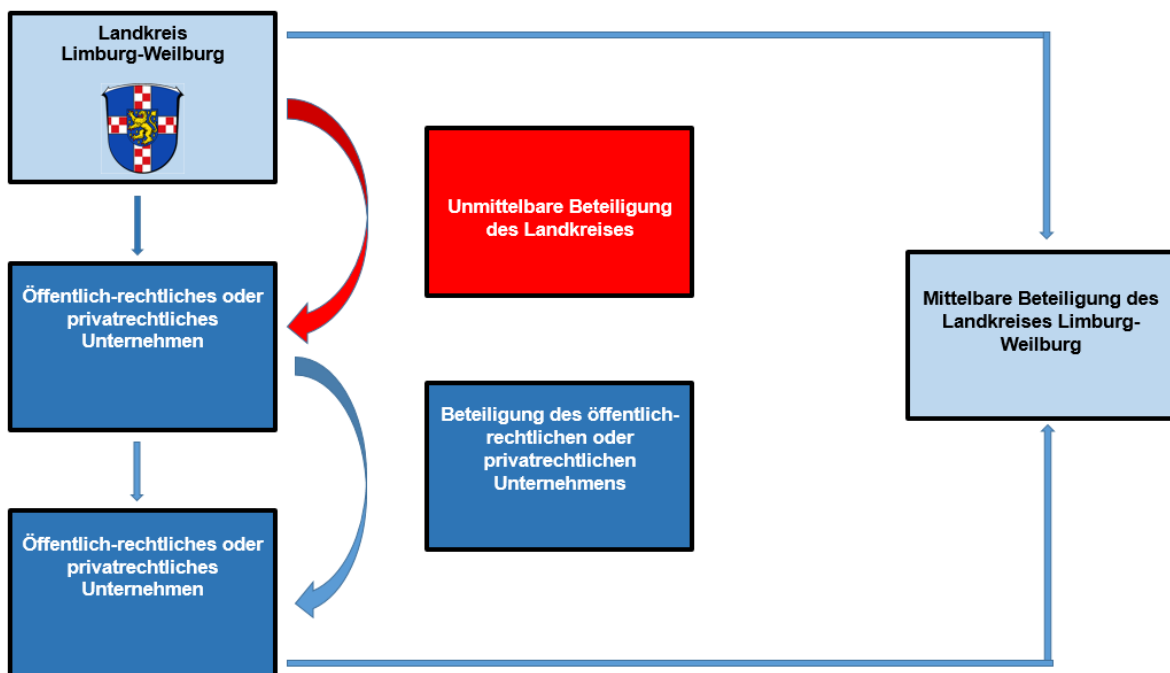 Landkreis
Limburg-Weilburg
Unmittelbare Beteiligung
des Landkreises
Öffentlich-rechtliches oder
privatrechtliches
Unternehmen
Mittelbare Beteiligung des
Landkreises Limburg-
Weilburg
Beteiligung des öffentlich-
rechtlichen oder
privatrechtlichen
Unternehmens
Öffentlich-rechtliches oder
privatrechtliches
Unternehmen